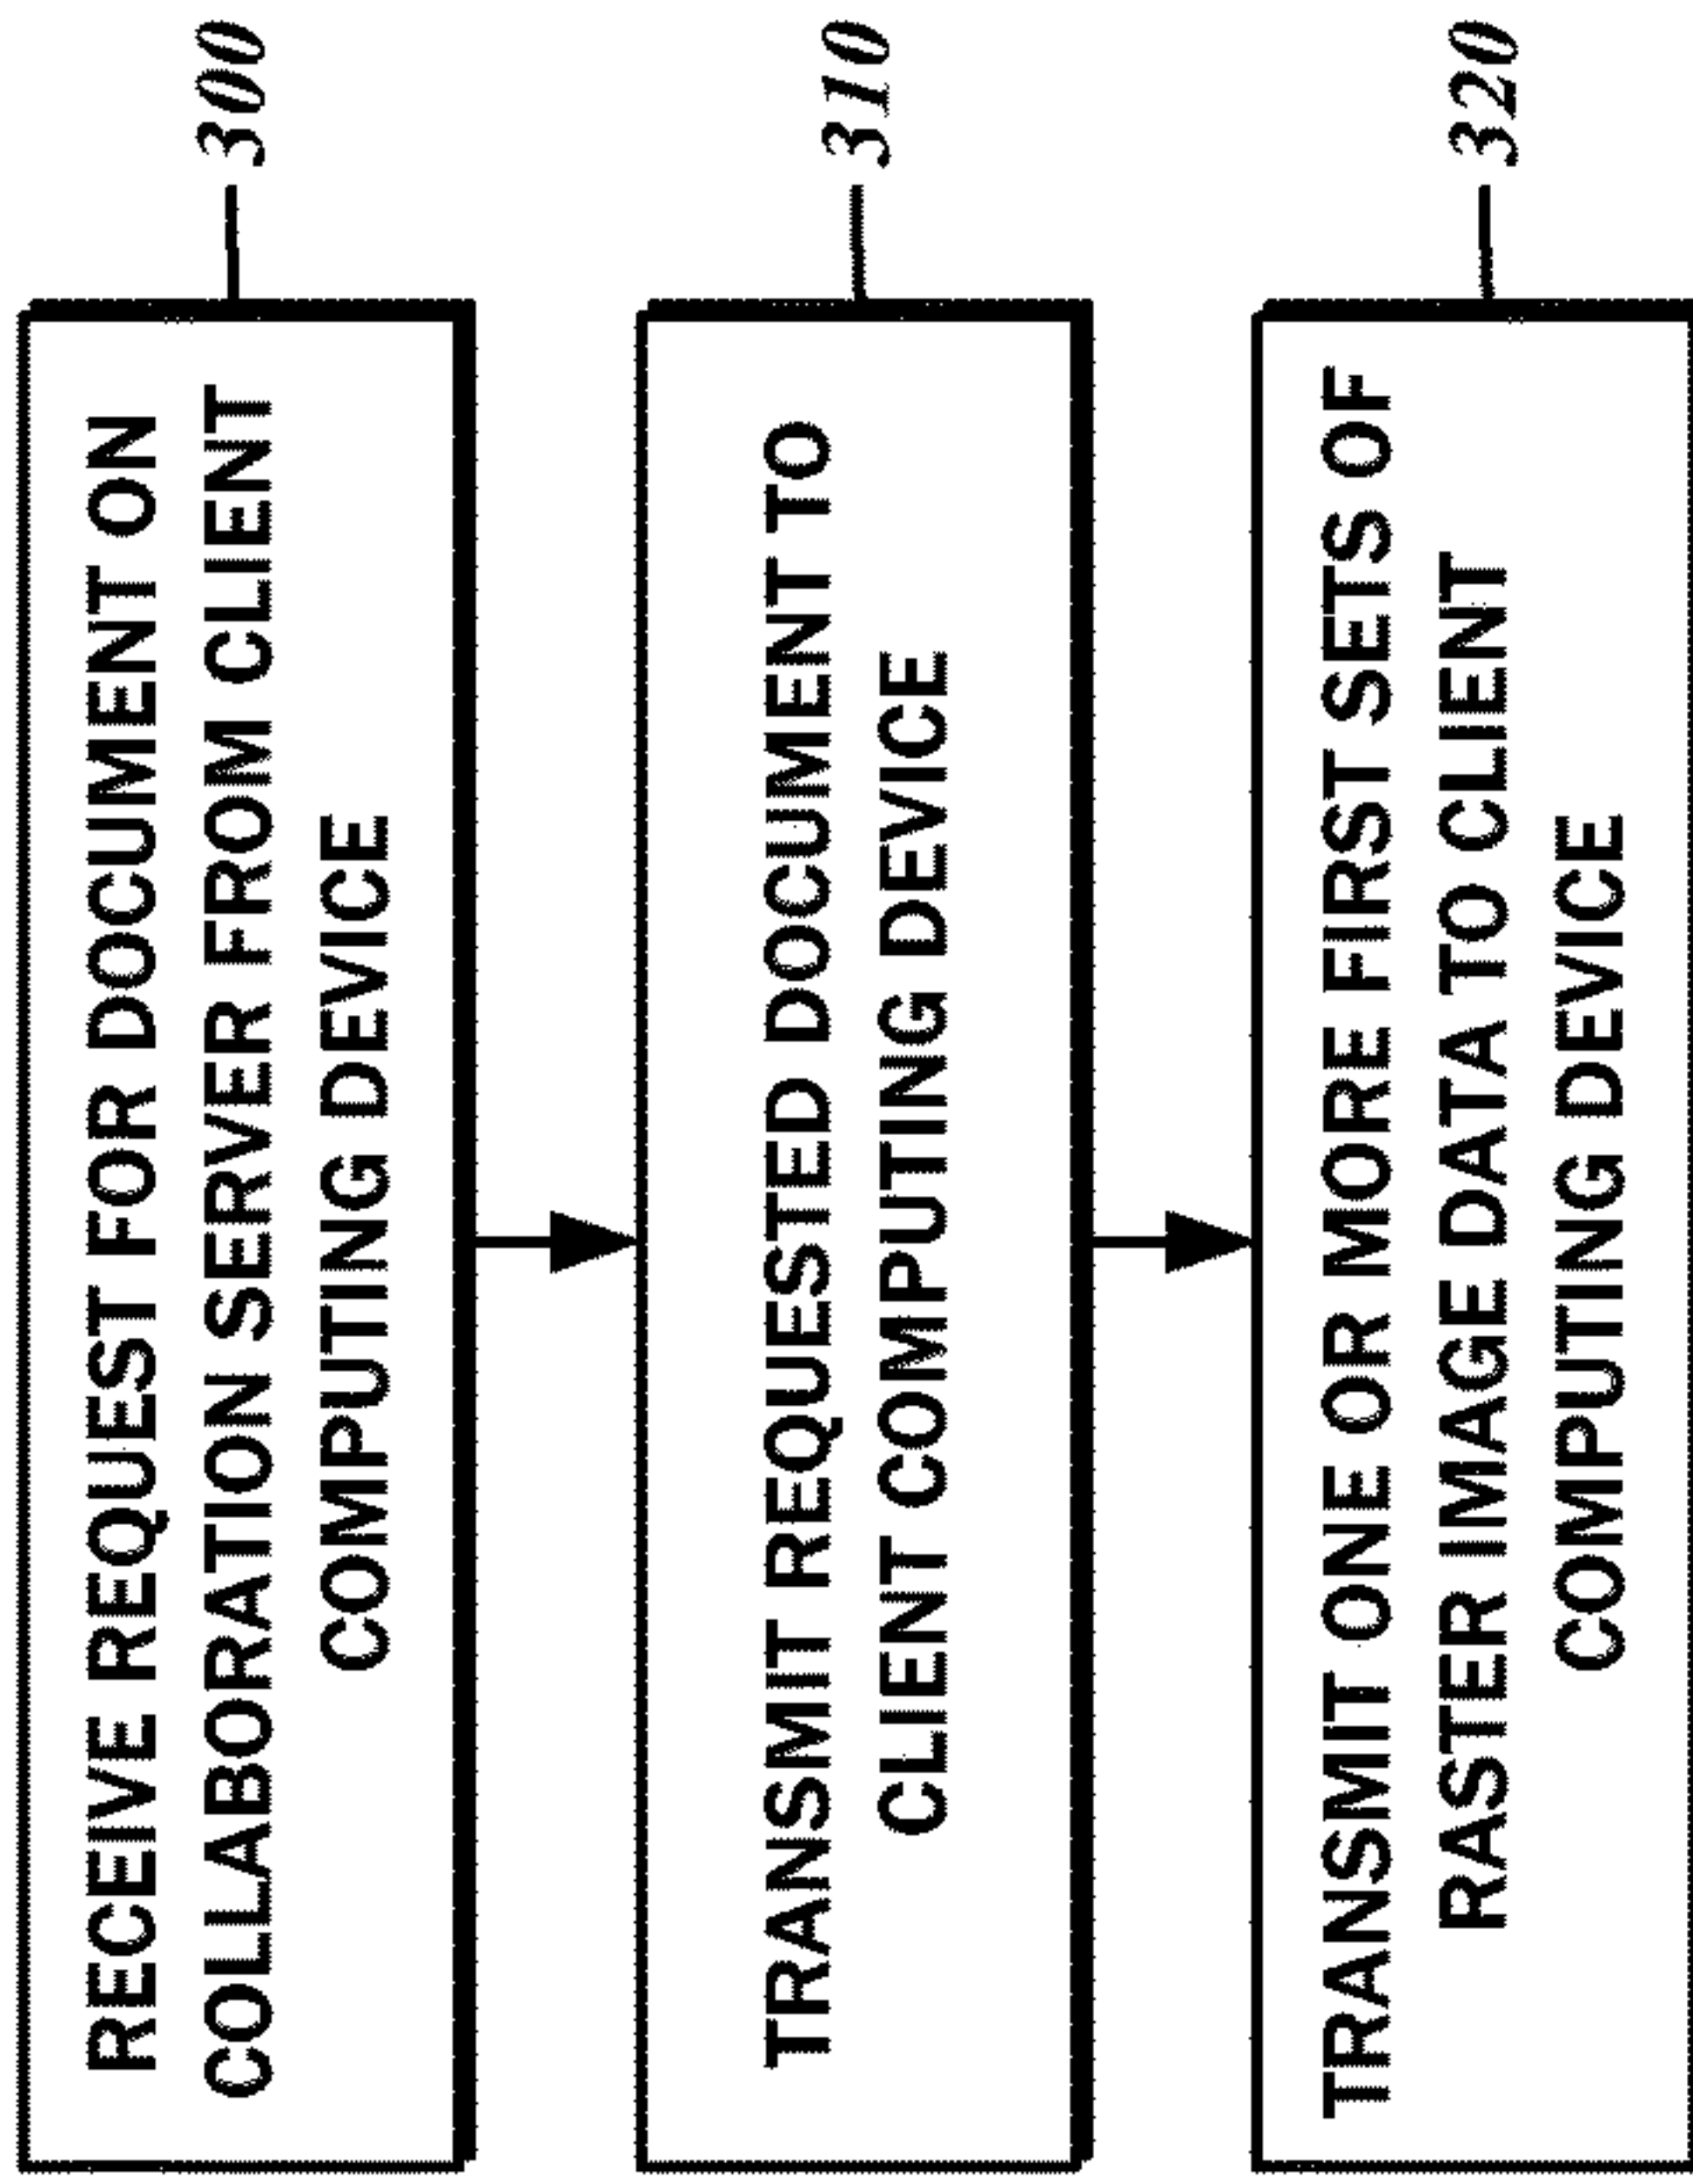 RECEIVE REQUEST FOR DOCUMENT ON
COLLABORATION SERVER FROM CLIENT
COMPUTING DEVICE
300
TRANSMIT REQUESTED DOCUMENT TO
CLIENT COMPUTING DEVICE
310
TRANSMIT ONE OR MORE FIRST SETS OF
RASTER IMAGE DATA TO CLIENT
COMPUTING DEVICE
320